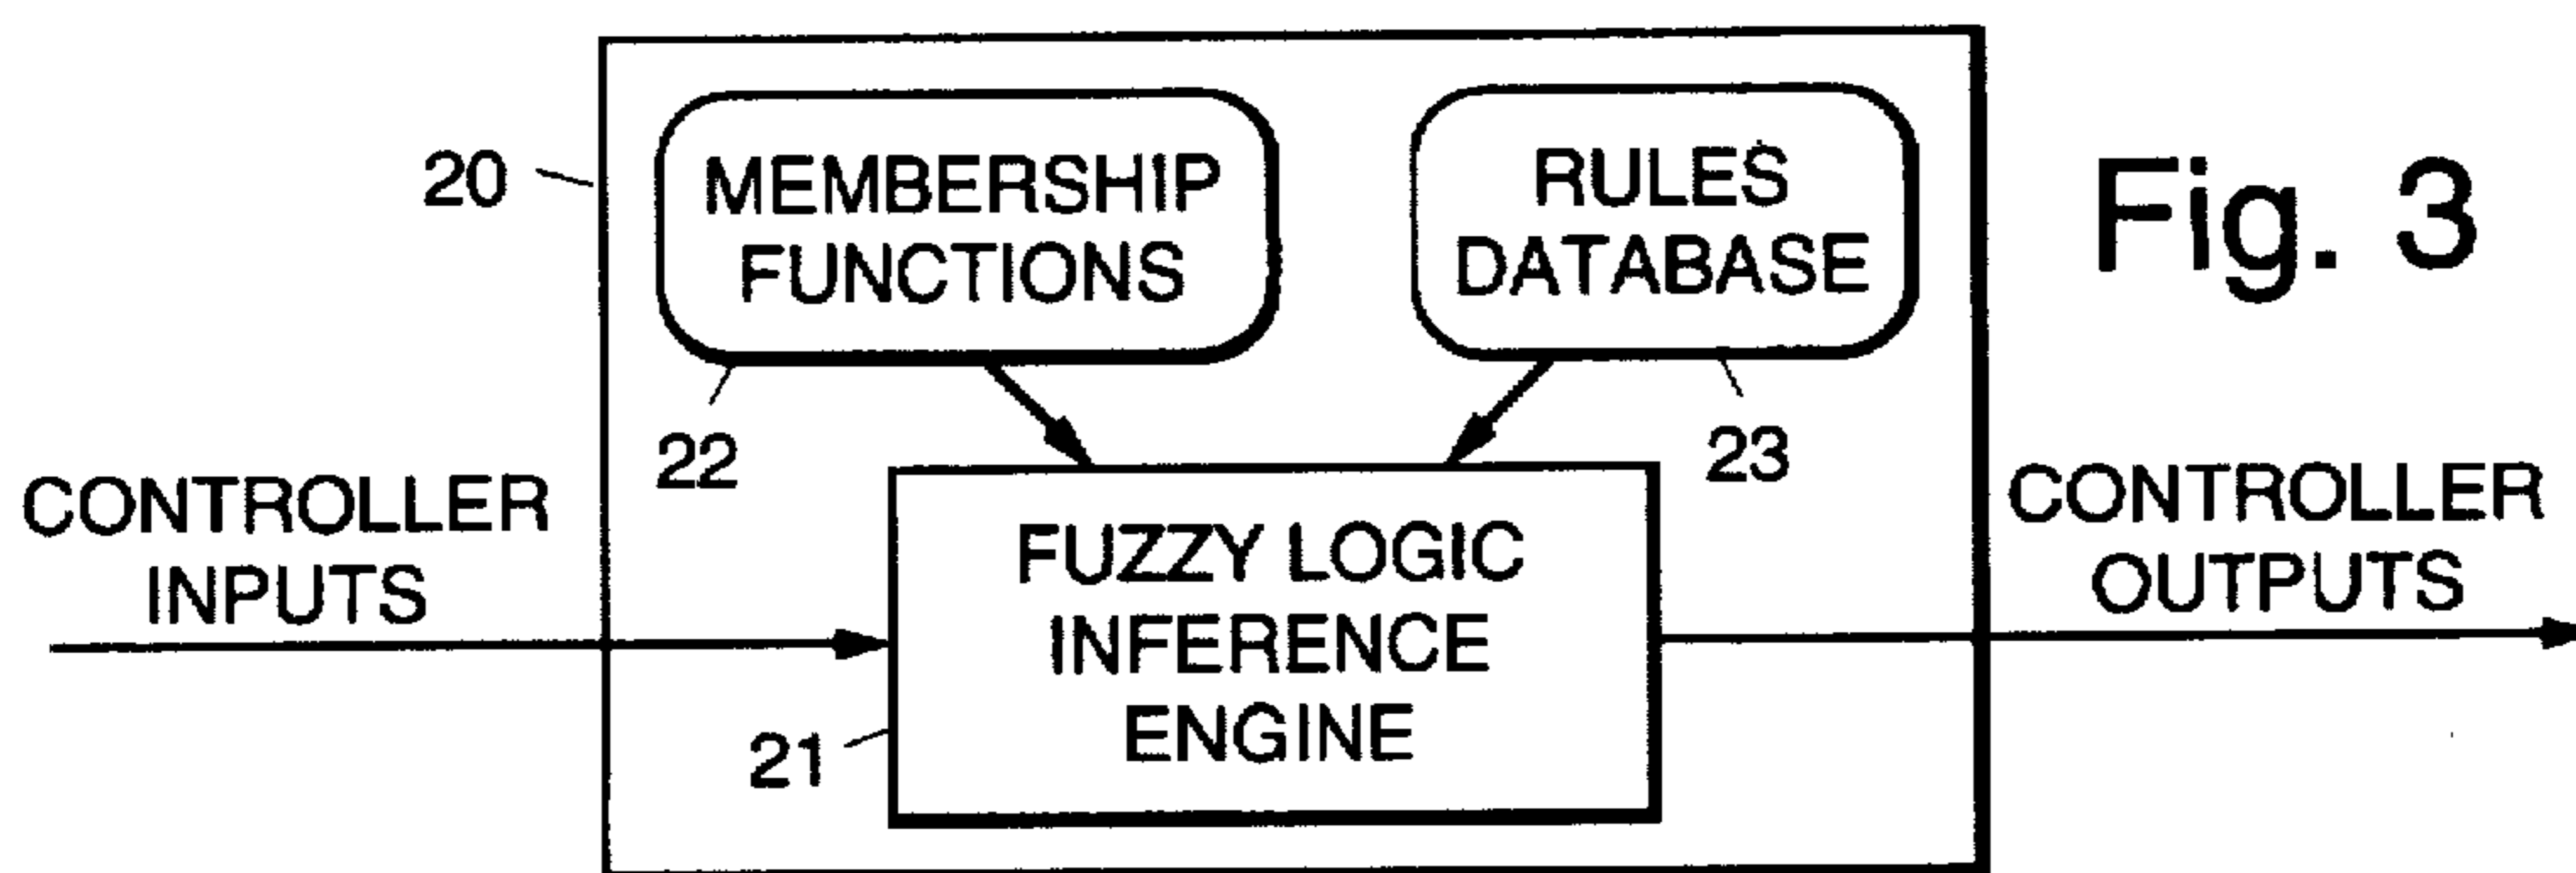 20
MEMBERSHIP
FUNCTIONS
22
RULES
DATABASE
23
Fig. 3
CONTROLLER
INPUTS
FUZZY LOGIC
INFERENCE
ENGINE
21
CONTROLLER
OUTPUTS